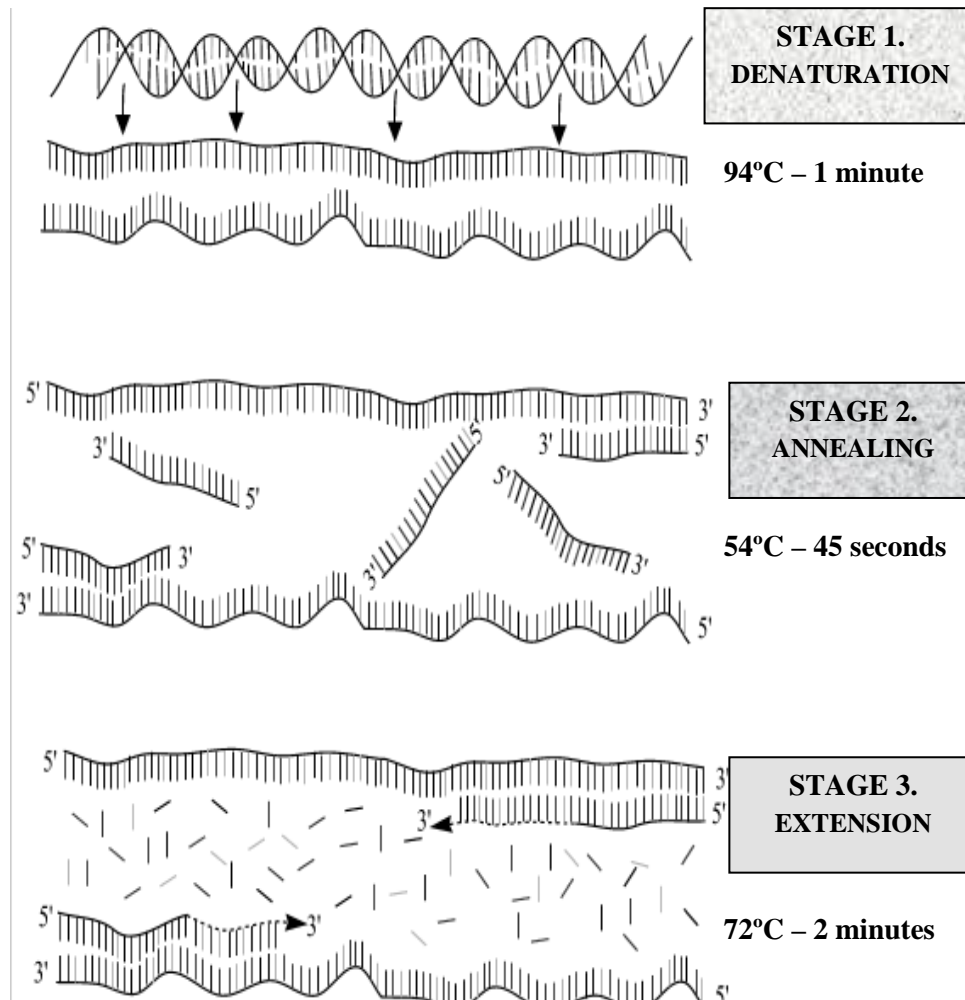 STAGE 1.
DENATURATION
94ºC – 1 minute
5'
3'
STAGE 2.
ANNEALING
3'
5'
5'
3'
5'
5'
3'
54ºC – 45 seconds
5'
3'
3'
3'
3'
5'
5'
3'
STAGE 3.
EXTENSION
3'
5'
5'
3'
72ºC – 2 minutes
3'
5'